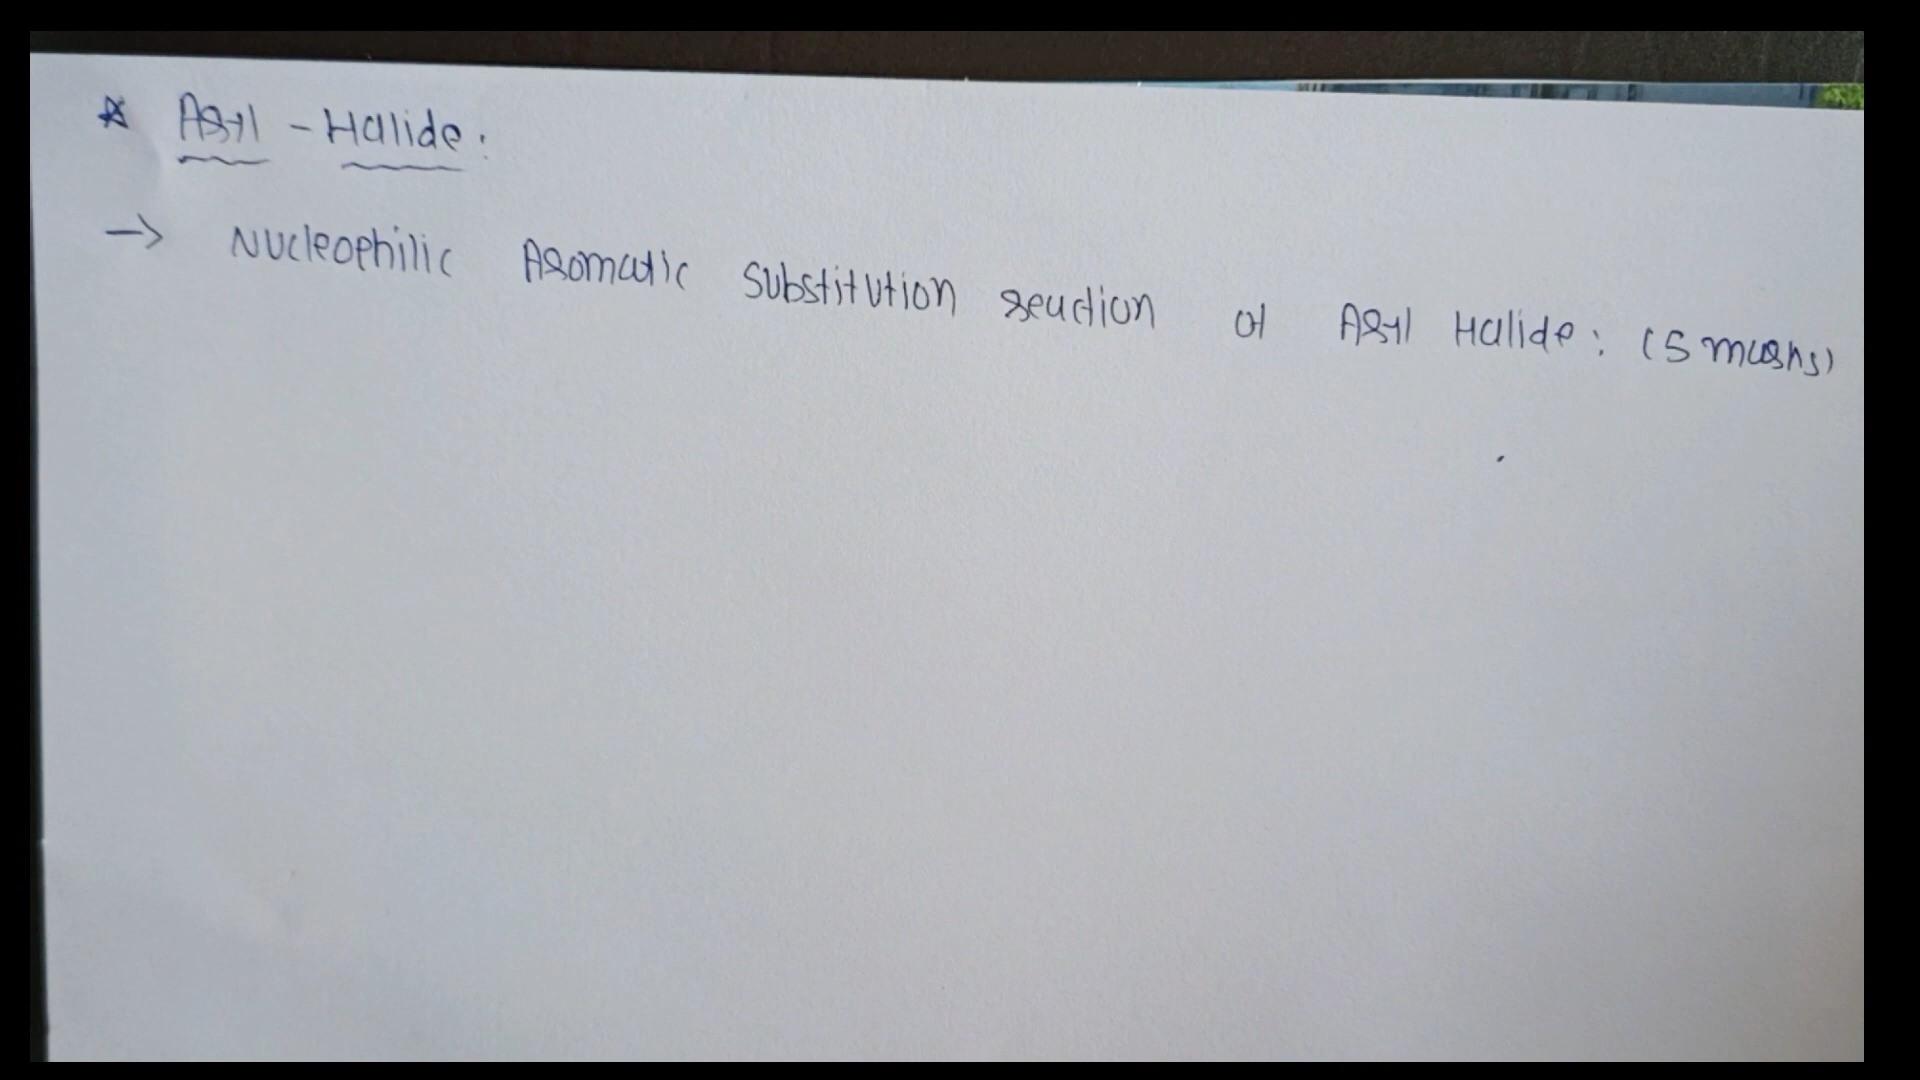 * Aryl - Halide :
→ Nucleophilic Aromatic Substitution reaction of Aryl Halide : (5 marks)